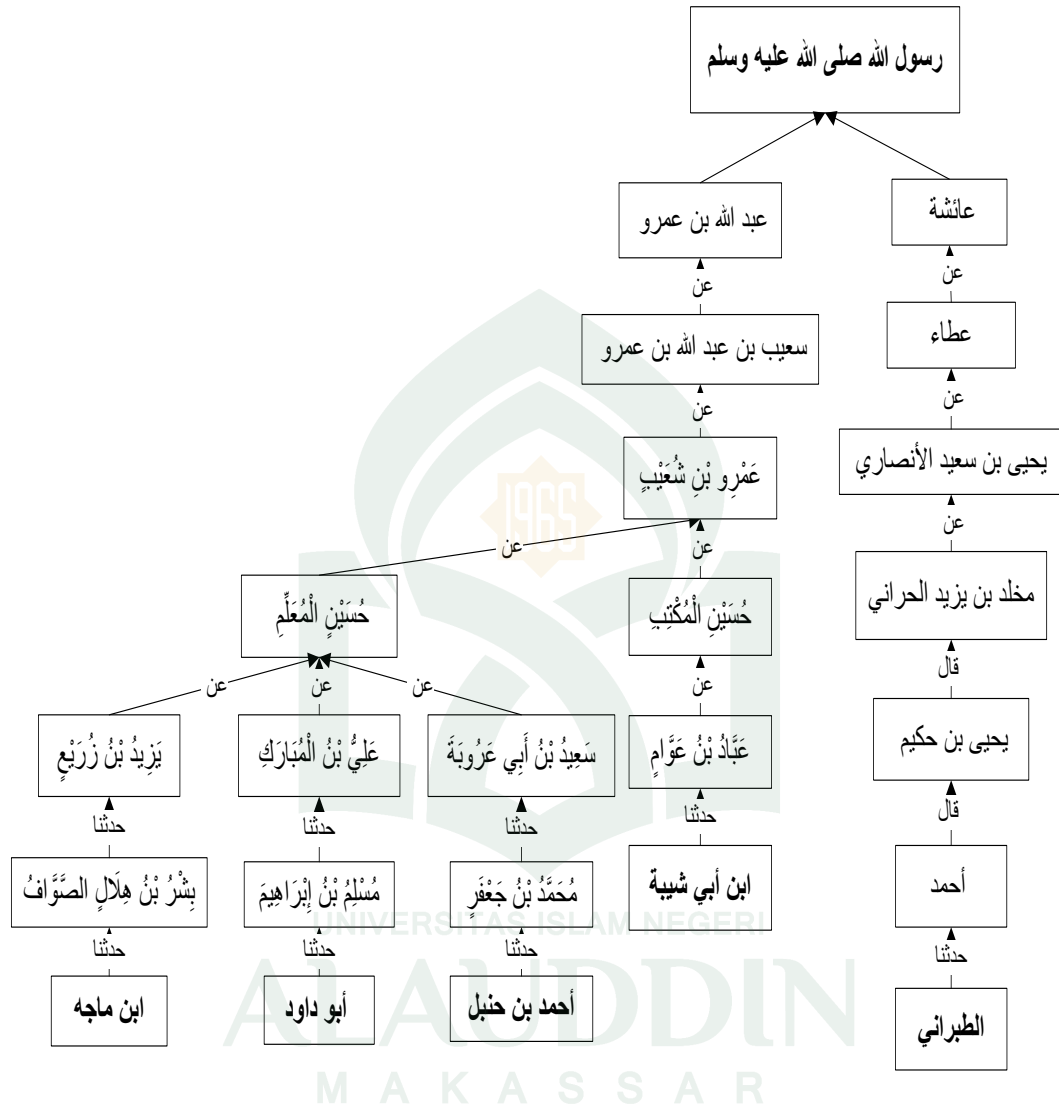 رسول الله صلى الله عليه وسلم
عبد الله بن عمرو
عائشة
عن
عن
سعيب بن عبد الله بن عمرو
عطاء
عن
عن
عَمْرِو بْنِ شُعَيْبٍ
يحيى بن سعيد الأنصاري
1965
عن
عن
عن
حُسَيْنٍ الْمُعَلِّمِ
حُسَيْنِ الْمُكْتِبِ
مخلد بن يزيد الحراني
عن
عن
عن
عن
قال
يَزِيدُ بْنُ زُرَيْعٍ
عَلِيُّ بْنُ الْمُبَارَكِ
سَعِيدُ بْنُ أَبِي عَرُوبَةَ
عَبَّادُ بْنُ عَوَّامٍ
يحيى بن حكيم
حدثنا
حدثنا
حدثنا
حدثنا
قال
بِشْرُ بْنُ هِلَالٍ الصَّوَّافُ
مُسْلِمُ بْنُ إِبْرَاهِيمَ
مُحَمَّدُ بْنُ جَعْفَرٍ
ابن أبي شيبة
أحمد
UNIVERSITAS ISLAM NEGERI
حدثنا
حدثنا
حدثنا
حدثنا
ابن ماجه
أبو داود
أحمد بن حنبل
الطبراني
ALAUDDIN
MAKASSAR